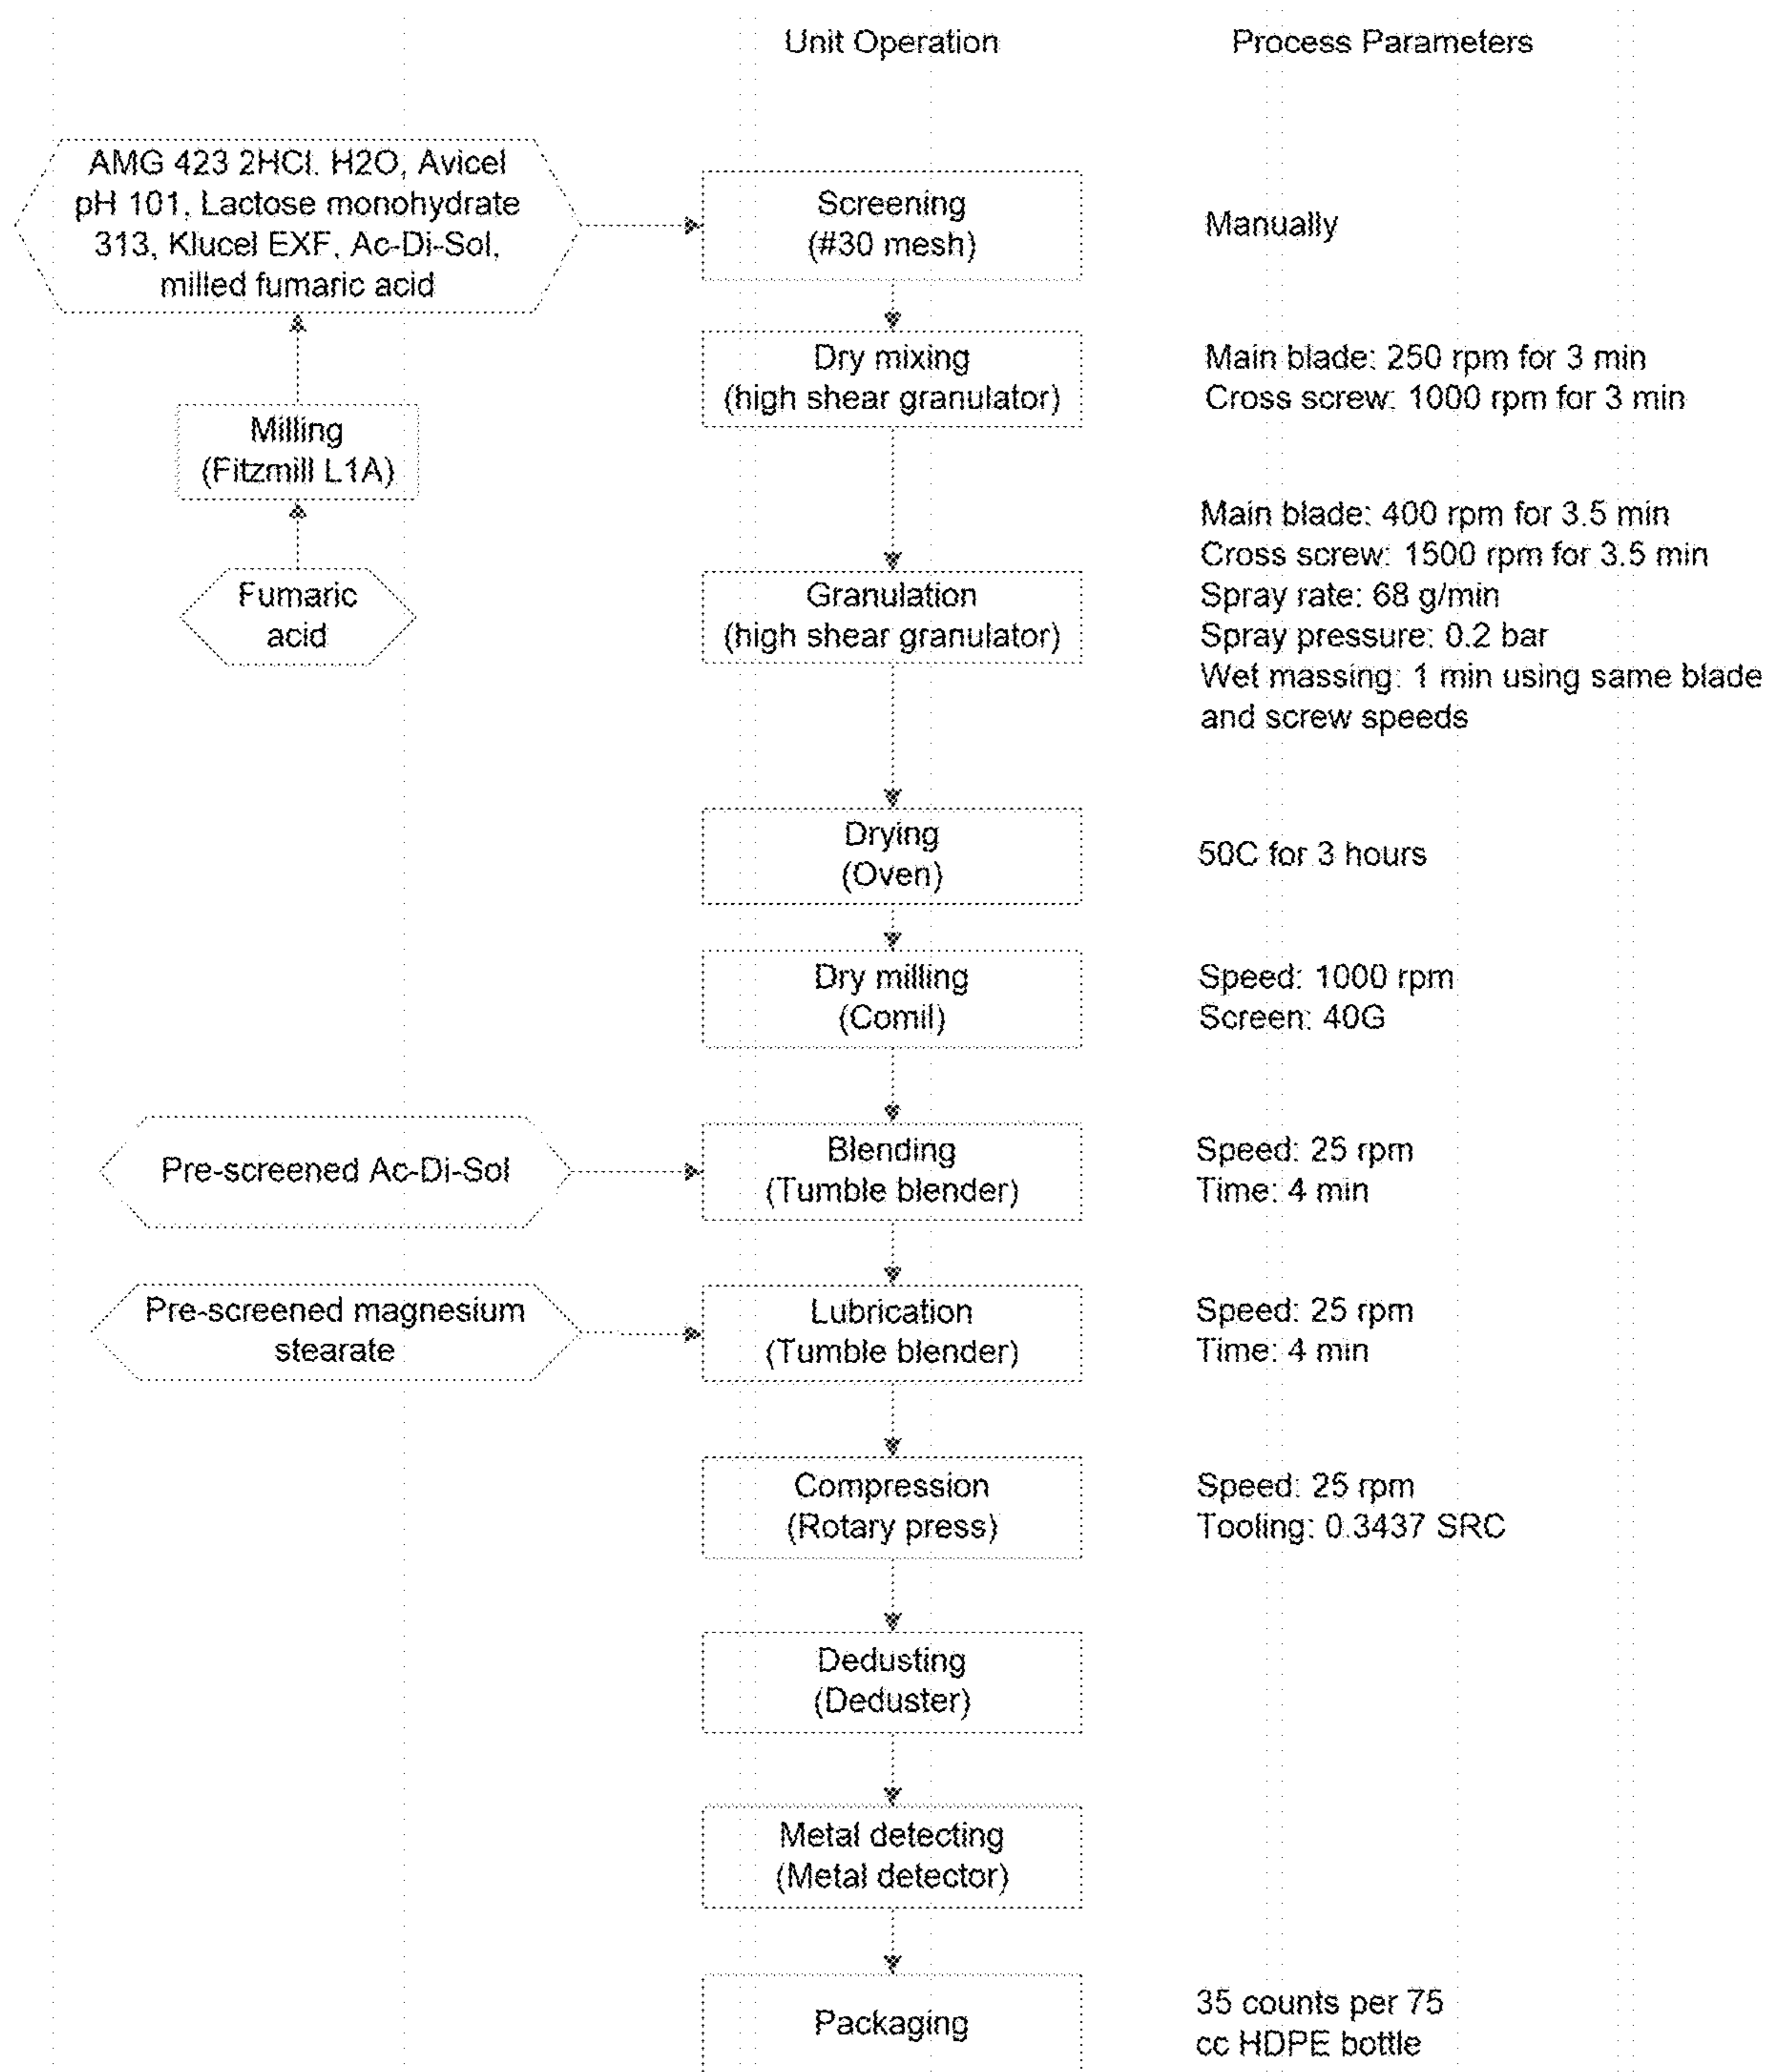 Unit Operation
Process Parameters
AMG 423 2HCl. H2O, Avicel
pH 101, Lactose monohydrate
313, Klucel EXF, Ac-Di-Sol,
milled fumaric acid
Screening
(#30 mesh)
Manually
Dry mixing
(high shear granulator)
Main blade: 250 rpm for 3 min
Cross screw: 1000 rpm for 3 min
Milling
(Fitzmill L1A)
Fumaric
acid
Granulation
(high shear granulator)
Main blade: 400 rpm for 3.5 min
Cross screw: 1500 rpm for 3.5 min
Spray rate: 68 g/min
Spray pressure: 0.2 bar
Wet massing: 1 min using same blade
and screw speeds
Drying
(Oven)
50C for 3 hours
Dry milling
(Comil)
Speed: 1000 rpm
Screen: 40G
Pre-screened Ac-Di-Sol
Blending
(Tumble blender)
Speed: 25 rpm
Time: 4 min
Pre-screened magnesium
stearate
Lubrication
(Tumble blender)
Speed: 25 rpm
Time: 4 min
Compression
(Rotary press)
Speed: 25 rpm
Tooling: 0.3437 SRC
Dedusting
(Deduster)
Metal detecting
(Metal detector)
Packaging
35 counts per 75
cc HDPE bottle